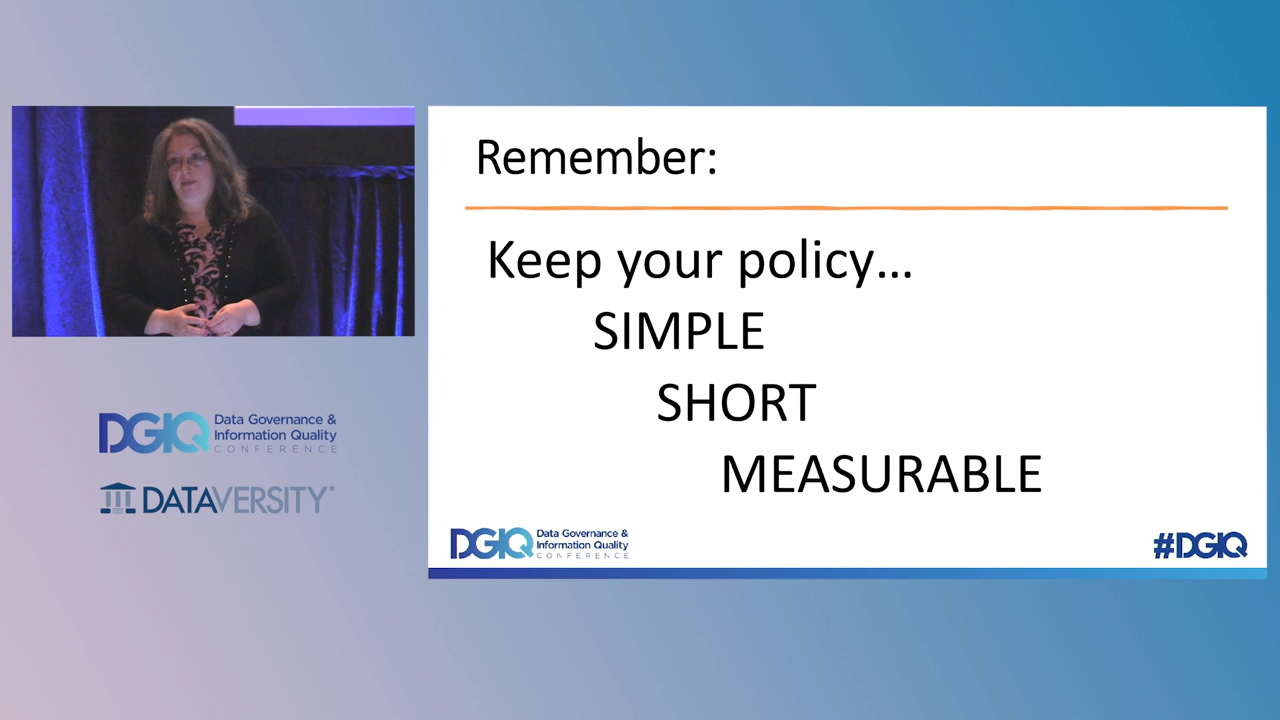 Remember:
Keep your policy...
SIMPLE
SHORT
MEASURABLE
DGIQ Data Governance &
Information Quality
CONFERENCE
DATAVERSITY®
DGIQ Data Governance &
Information Quality
CONFERENCE
#DGIQ